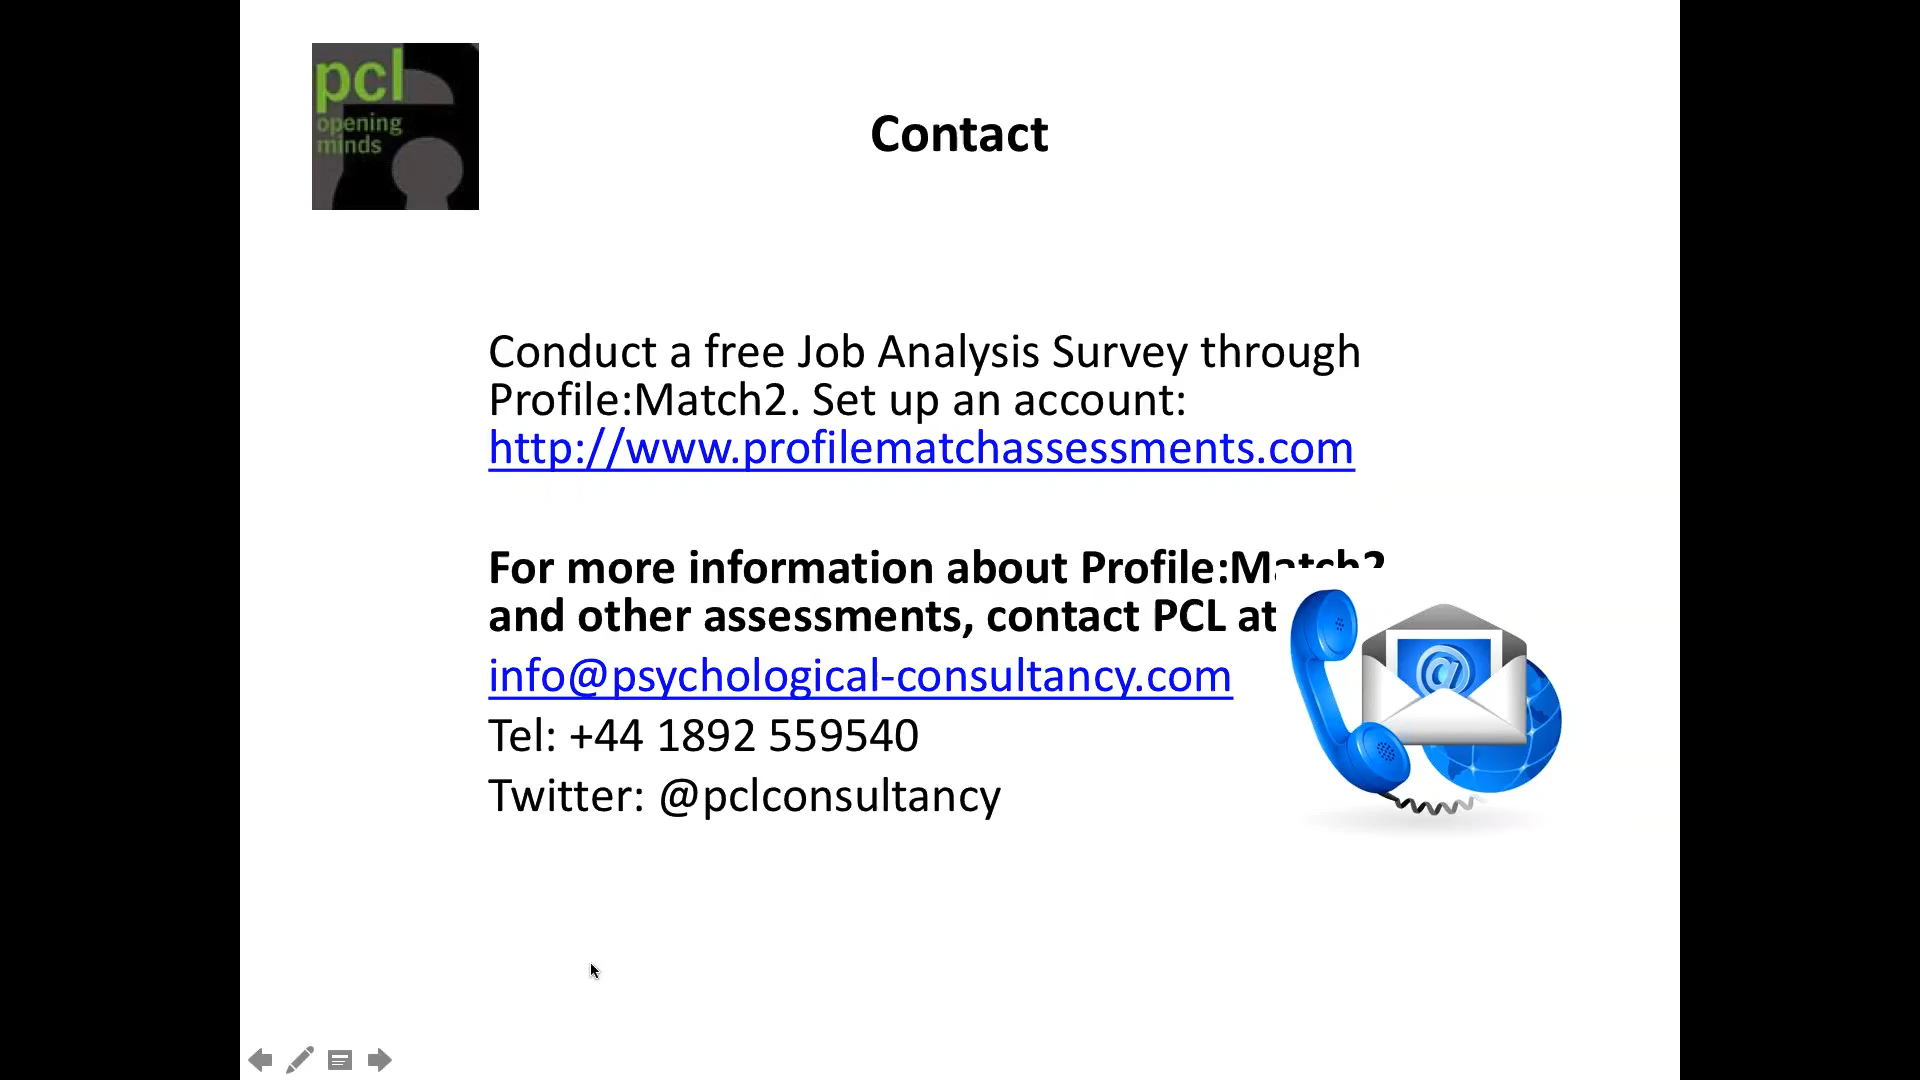 pcl
opening
minds
Contact
Conduct a free Job Analysis Survey through
Profile:Match2. Set up an account:
http://www.profilematchassessments.com
For more information about Profile:Match2
and other assessments, contact PCL at
info@psychological-consultancy.com
Tel: +44 1892 559540
Twitter: @pclconsultancy
@